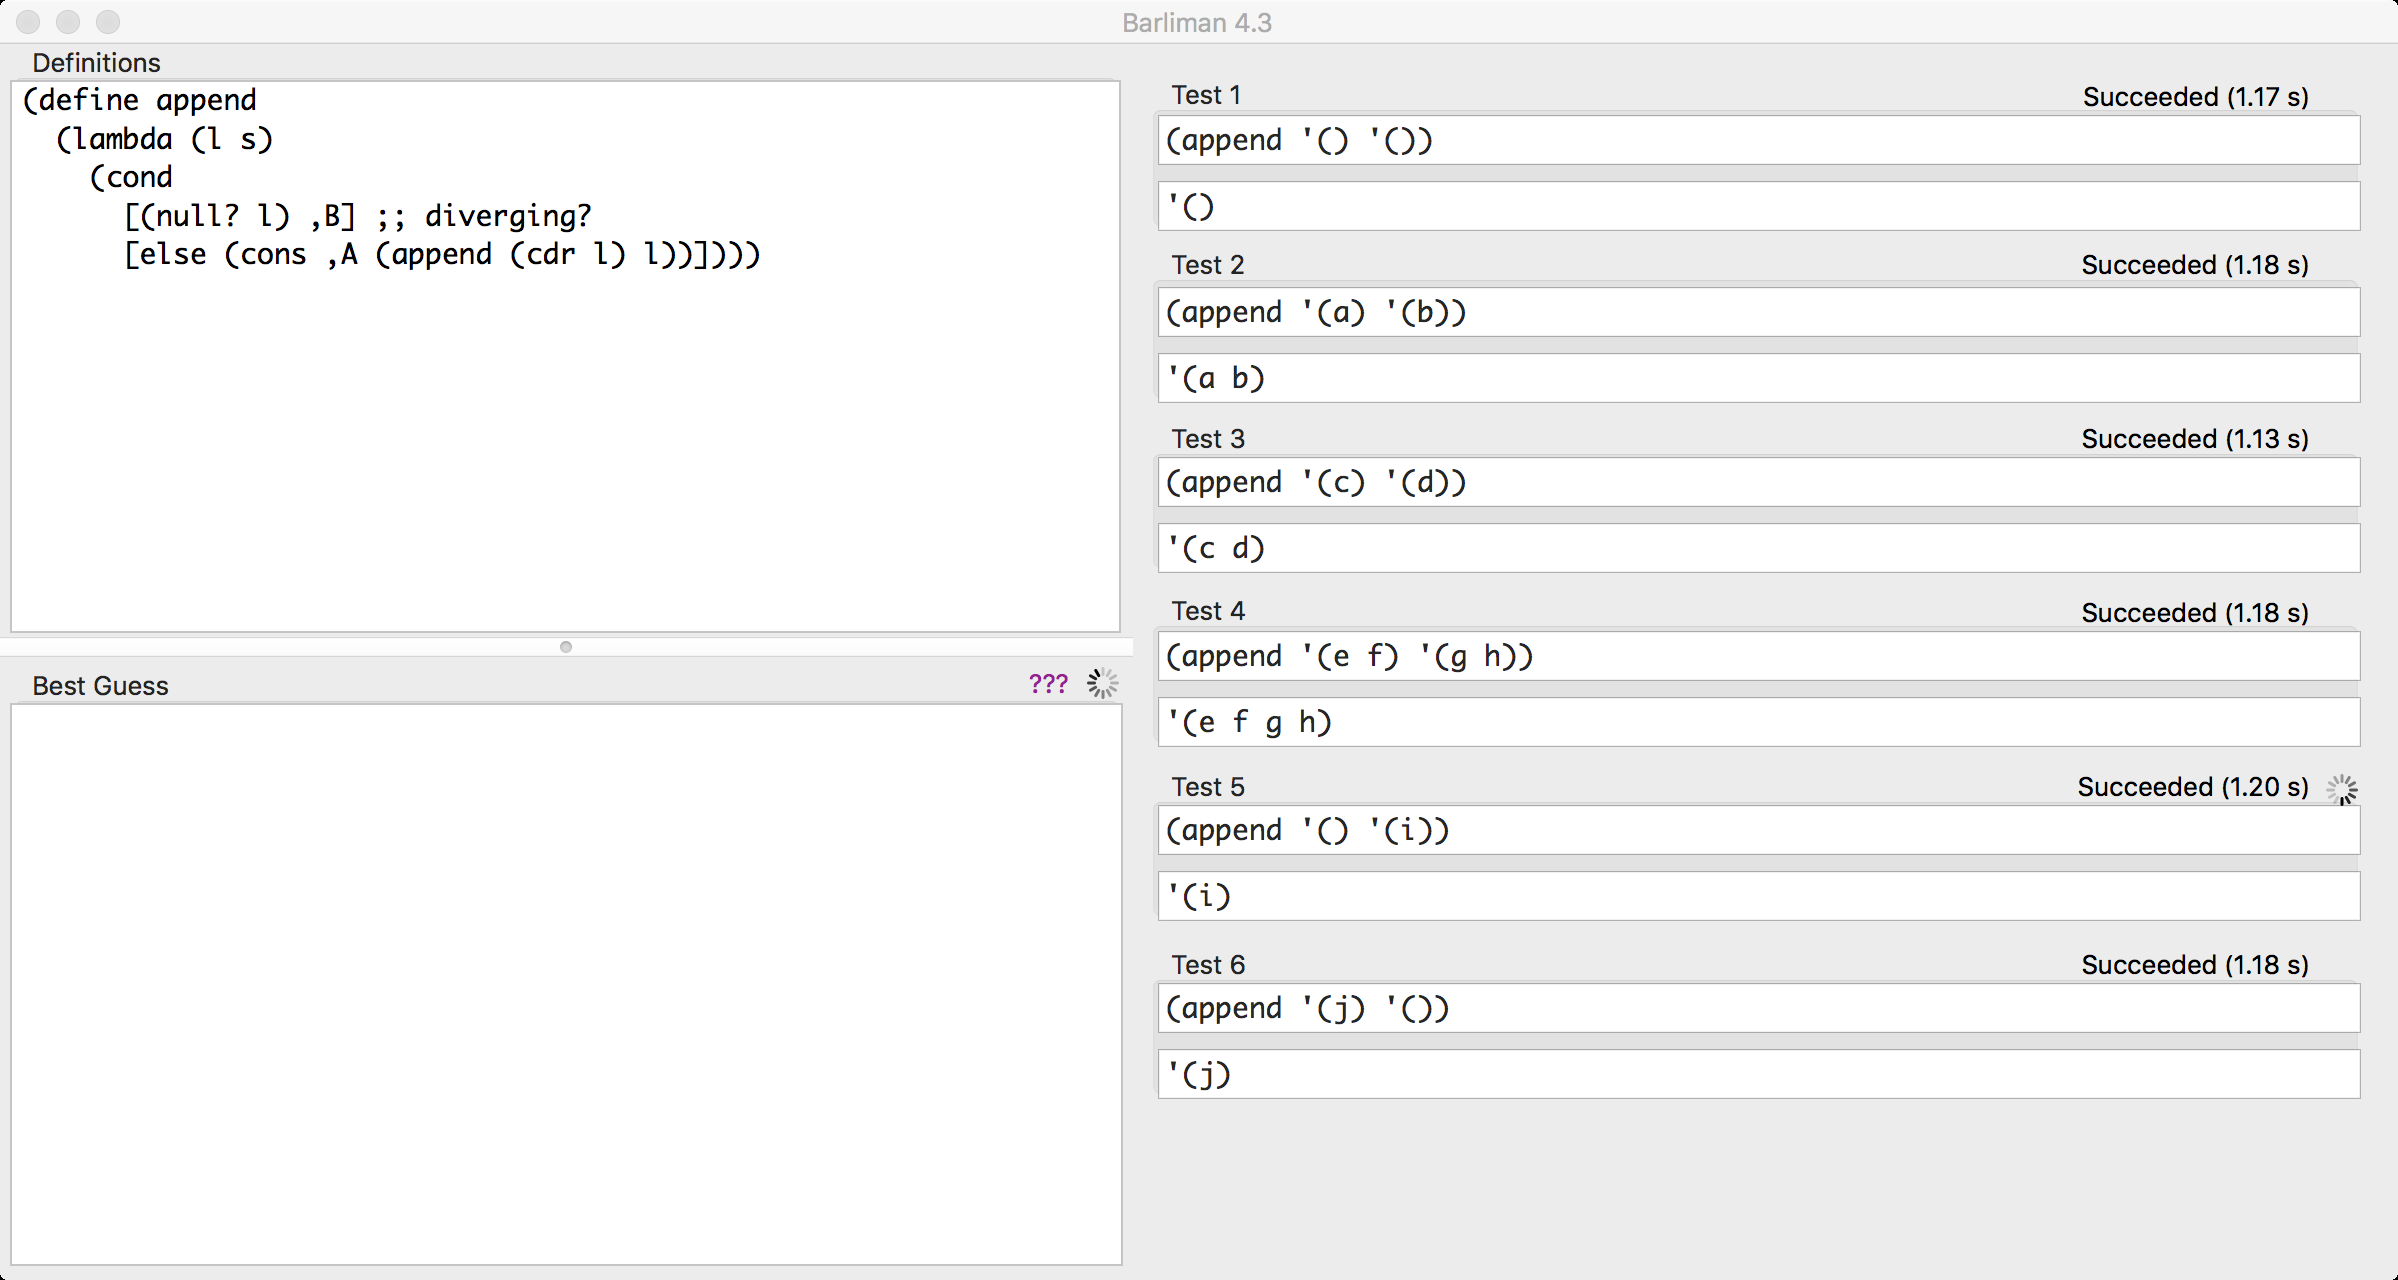 Barliman 4.3
Definitions
(define append
  (lambda (l s)
    (cond
      [(null? l) ,B] ;; diverging?
      [else (cons ,A (append (cdr l) l))])))
Best Guess
???
Test 1
Succeeded (1.17 s)
(append '() '())
'()
Test 2
Succeeded (1.18 s)
(append '(a) '(b))
'(a b)
Test 3
Succeeded (1.13 s)
(append '(c) '(d))
'(c d)
Test 4
Succeeded (1.18 s)
(append '(e f) '(g h))
'(e f g h)
Test 5
Succeeded (1.20 s)
(append '() '(i))
'(i)
Test 6
Succeeded (1.18 s)
(append '(j) '())
'(j)